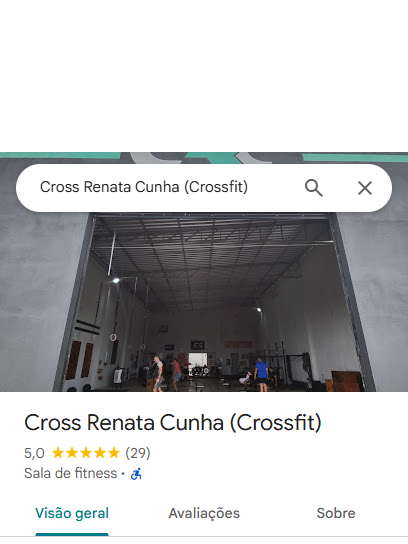 Cross Renata Cunha (Crossfit)
Cross Renata Cunha (Crossfit)
5,0 (29)
Sala de fitness ·
Visão geral Avaliações Sobre